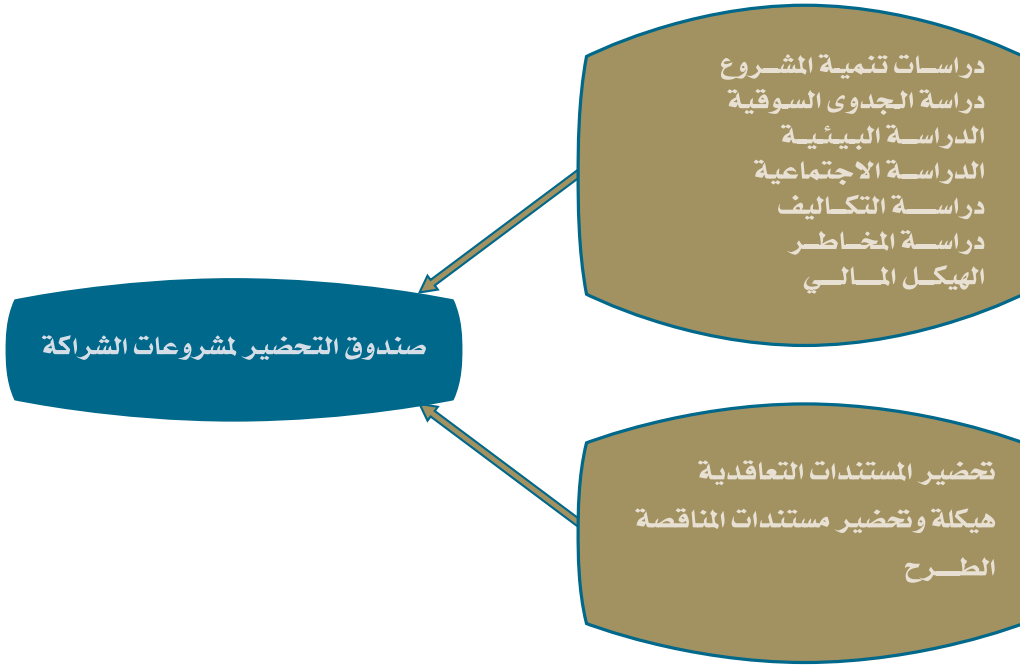 دراسات تنمية المشروع
دراسة الجدوى السوقية
الدراسة البيئية
الدراسة الاجتماعية
دراسة التكاليف
دراسة المخاطر
الهيكل المالي
صندوق التحضير لمشروعات الشراكة
تحضير المستندات التعاقدية
هيكلة وتحضير مستندات المناقصة
الطرح